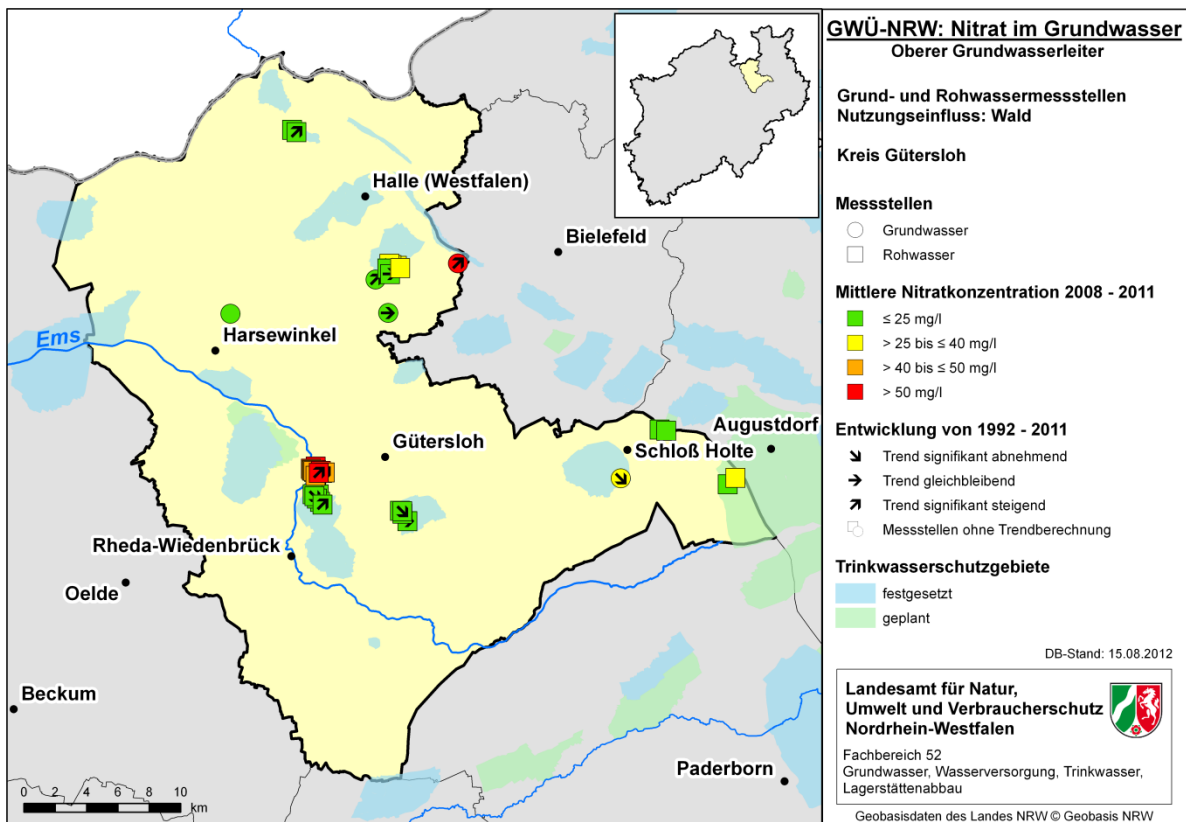 GWÜ-NRW: Nitrat im Grundwasser
Oberer Grundwasserleiter
Grund- und Rohwassermessstellen
Nutzungseinfluss: Wald
Kreis Gütersloh
Messstellen
Grundwasser
Rohwasser
Mittlere Nitratkonzentration 2008 - 2011
≤ 25 mg/l
> 25 bis ≤ 40 mg/l
> 40 bis ≤ 50 mg/l
> 50 mg/l
Entwicklung von 1992 - 2011
Trend signifikant abnehmend
Trend gleichbleibend
Trend signifikant steigend
Messstellen ohne Trendberechnung
Trinkwasserschutzgebiete
festgesetzt
geplant
DB-Stand: 15.08.2012
Landesamt für Natur,
Umwelt und Verbraucherschutz
Nordrhein-Westfalen
Fachbereich 52
Grundwasser, Wasserversorgung, Trinkwasser,
Lagerstättenabbau
Geobasisdaten des Landes NRW © Geobasis NRW
Halle (Westfalen)
Bielefeld
Ems
Harsewinkel
Gütersloh
Augustdorf
Schloß Holte
Rheda-Wiedenbrück
Oelde
Beckum
Paderborn
0 2 4 6 8 10
km